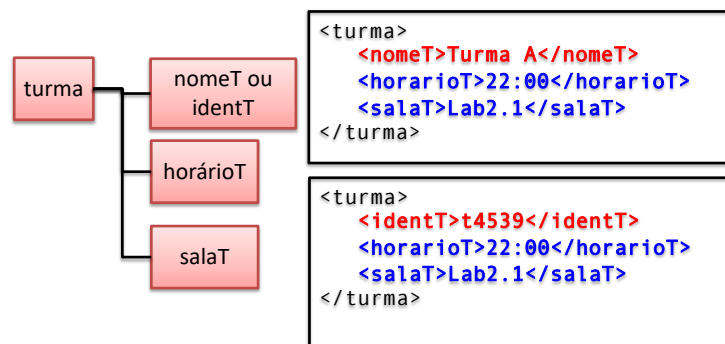 turma
nomeT ou
identT
horárioT
salaT
<turma>
<nomeT>Turma A</nomeT>
<horarioT>22:00</horarioT>
<salaT>Lab2.1</salaT>
</turma>
<turma>
<identT>t4539</identT>
<horarioT>22:00</horarioT>
<salaT>Lab2.1</salaT>
</turma>